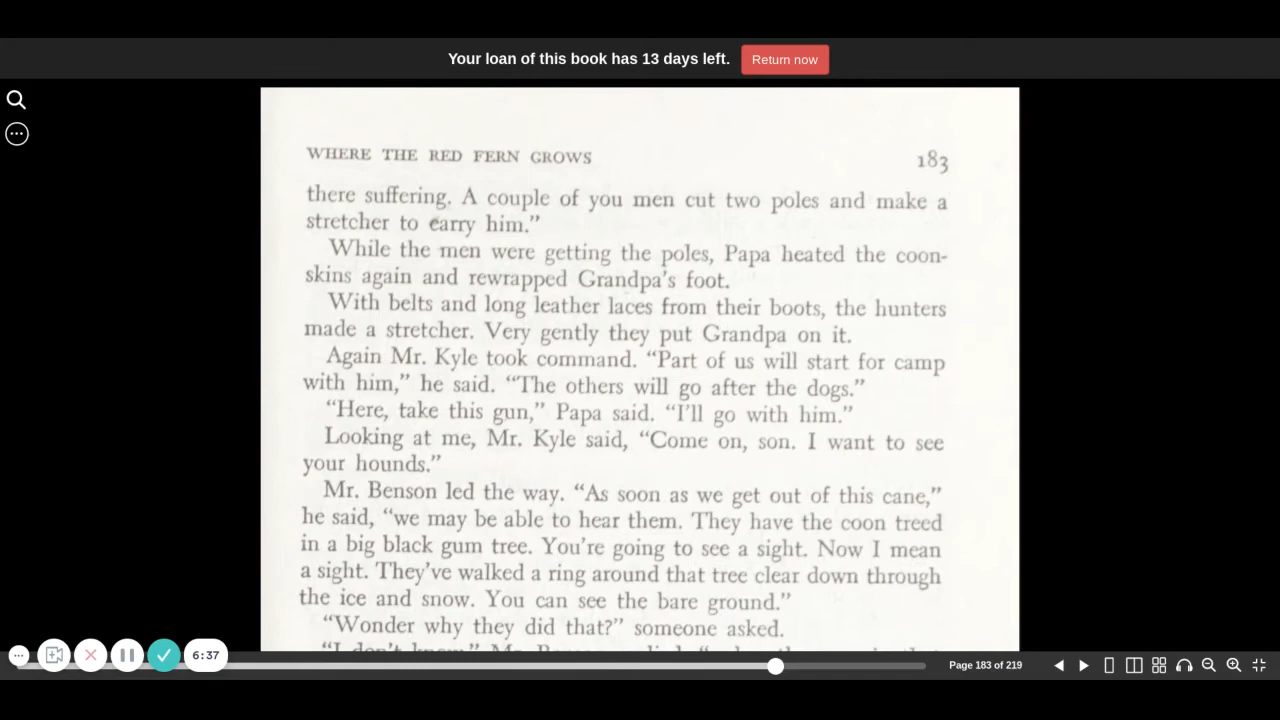 Your loan of this book has 13 days left. Return now
WHERE THE RED FERN GROWS 183
there suffering. A couple of you men cut two poles and make a
stretcher to carry him.”
While the men were getting the poles, Papa heated the coon-
skins again and rewrapped Grandpa’s foot.
With belts and long leather laces from their boots, the hunters
made a stretcher. Very gently they put Grandpa on it.
Again Mr. Kyle took command. “Part of us will start for camp
with him,” he said. “The others will go after the dogs.”
“Here, take this gun,” Papa said. “I’ll go with him.”
Looking at me, Mr. Kyle said, “Come on, son. I want to see
your hounds.”
Mr. Benson led the way. “As soon as we get out of this cane,”
he said, “we may be able to hear them. They have the coon treed
in a big black gum tree. You’re going to see a sight. Now I mean
a sight. They’ve walked a ring around that tree clear down through
the ice and snow. You can see the bare ground.”
“Wonder why they did that?” someone asked.
“I don’t know,” Mr. Benson
6:37
Page 183 of 219